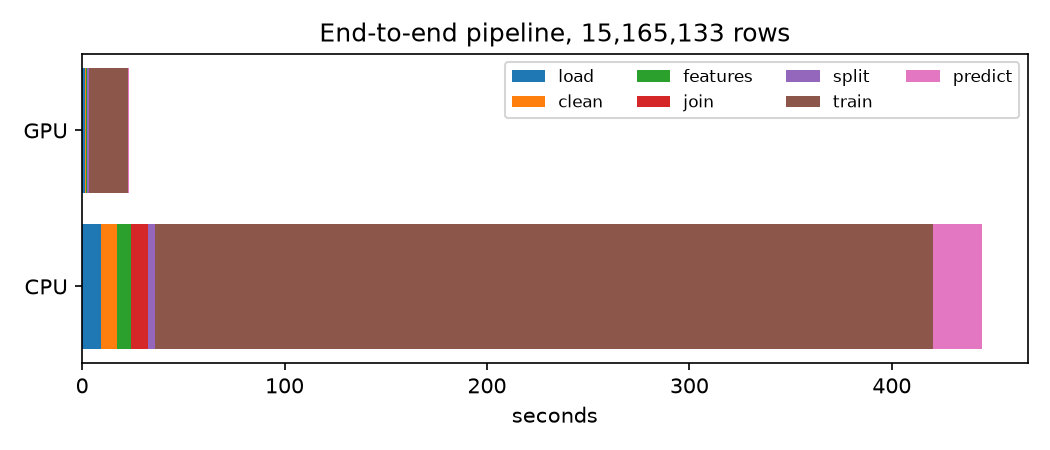 End-to-end pipeline, 15,165,133 rows
load features split predict
clean join train
GPU
CPU
0 100 200 300 400
seconds